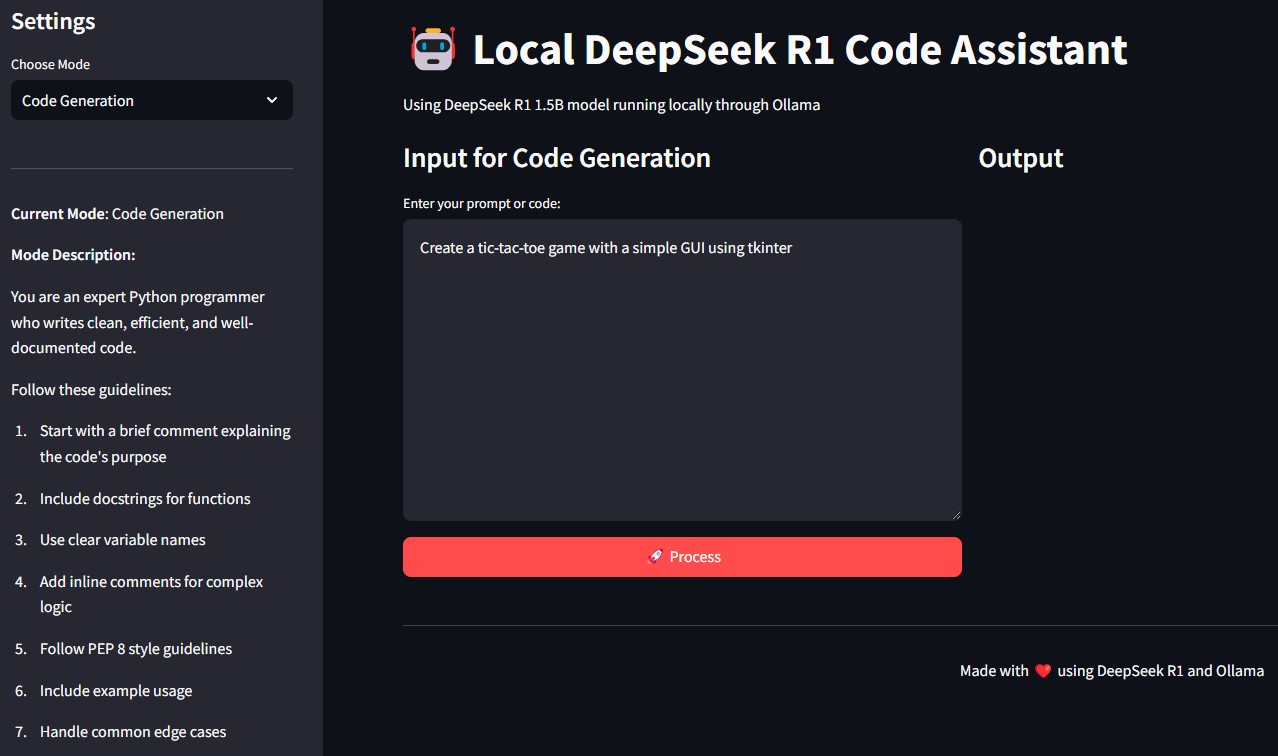 Settings
Choose Mode
Code Generation
Current Mode: Code Generation
Mode Description:
You are an expert Python programmer
who writes clean, efficient, and well-
documented code.
Follow these guidelines:
1. Start with a brief comment explaining
the code's purpose
2. Include docstrings for functions
3. Use clear variable names
4. Add inline comments for complex
logic
5. Follow PEP 8 style guidelines
6. Include example usage
7. Handle common edge cases
Local DeepSeek R1 Code Assistant
Using DeepSeek R1 1.5B model running locally through Ollama
Input for Code Generation
Enter your prompt or code:
Create a tic-tac-toe game with a simple GUI using tkinter
🚀 Process
Output
Made with ❤️ using DeepSeek R1 and Ollama